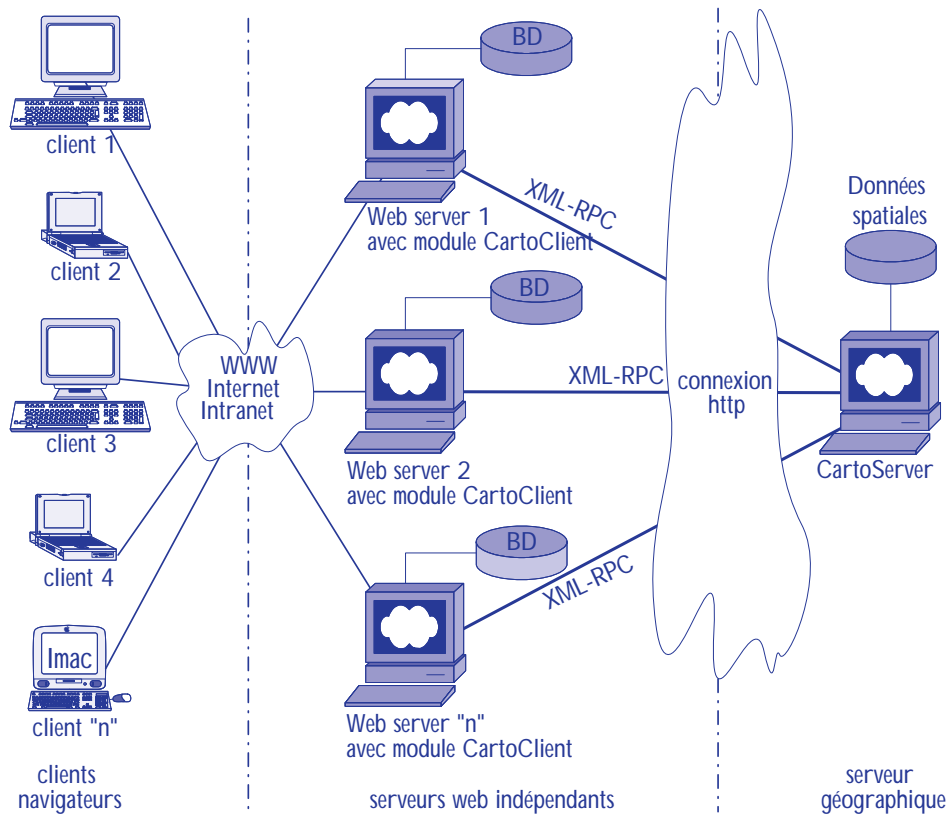 BD
client 1
XML-RPC
Web server 1
avec module CartoClient
Données
spatiales
client 2
BD
WWW
Internet
Intranet
XML-RPC
connexion
http
client 3
Web server 2
avec module CartoClient
CartoServer
BD
client 4
XML-RPC
Imac
client "n"
Web server "n"
avec module CartoClient
clients
navigateurs
serveurs web indépendants
serveur
géographique